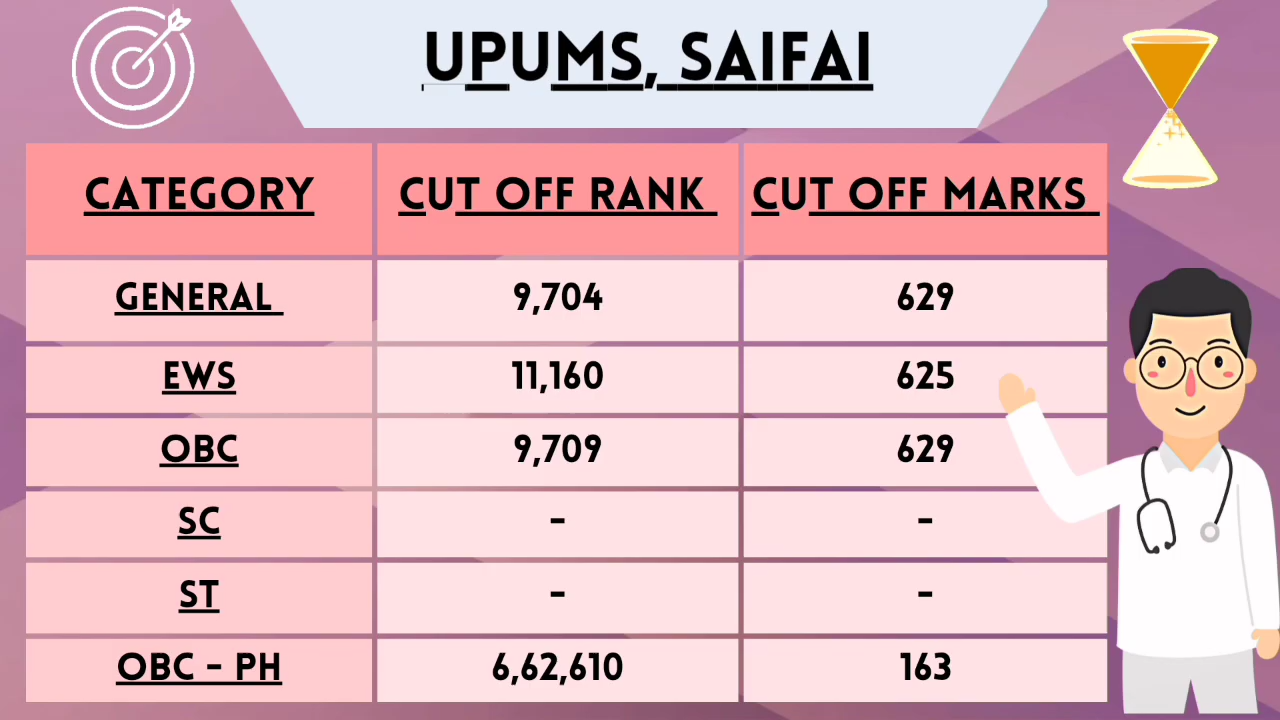 UPUMS, SAIFAI
CATEGORY CUT OFF RANK CUT OFF MARKS
GENERAL 9,704 629
EWS 11,160 625
OBC 9,709 629
SC - -
ST - -
OBC - PH 6,62,610 163